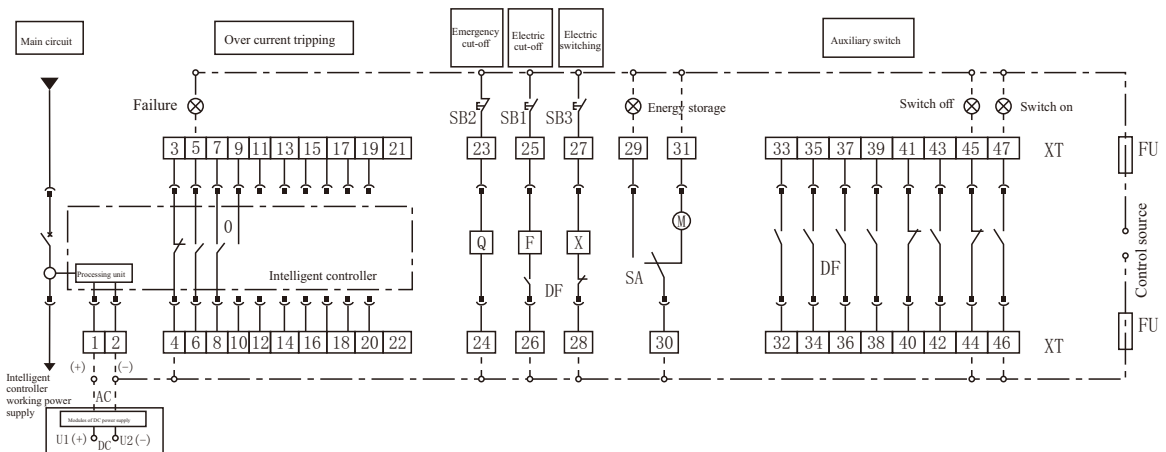 Main circuit
Over current tripping
Emergency
cut-off
Electric
cut-off
Electric
switching
Auxiliary switch
Failure
SB2
SB1
SB3
Energy storage
Switch off
Switch on
3 5 7 9 11 13 15 17 19 21
23
25
27
29
31
33 35 37 39 41 43 45 47
XT
FU
O
M
Q
F
X
Control source
Processing unit
Intelligent controller
SA
DF
DF
1 2
4 6 8 10 12 14 16 18 20 22
24
26
28
30
32 34 36 38 40 42 44 46
XT
FU
(+)
(-)
Intelligent
controller
working power
supply
AC
Modules of DC power supply
U1(+)
DC
U2(-)